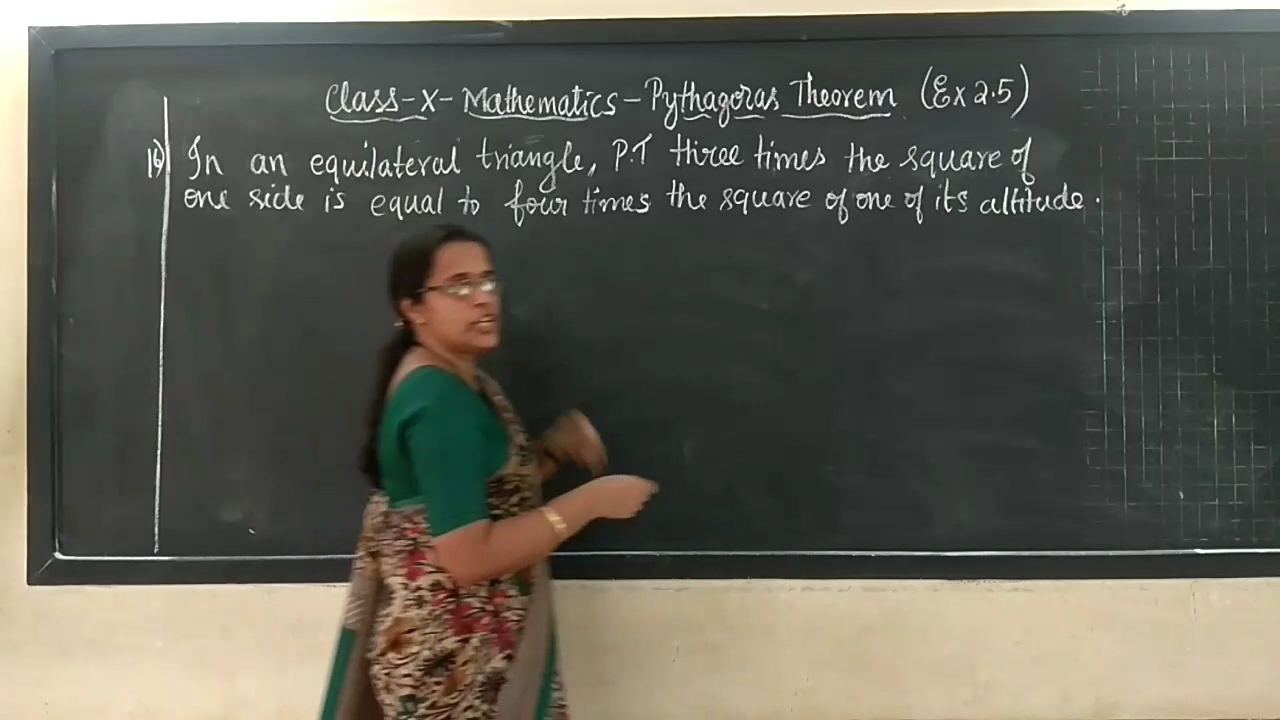 Class-X-Mathematics-Pythagoras Theorem (Ex 2.5)
16) In an equilateral triangle, P.T three times the square of
one side is equal to four times the square of one of its altitude.